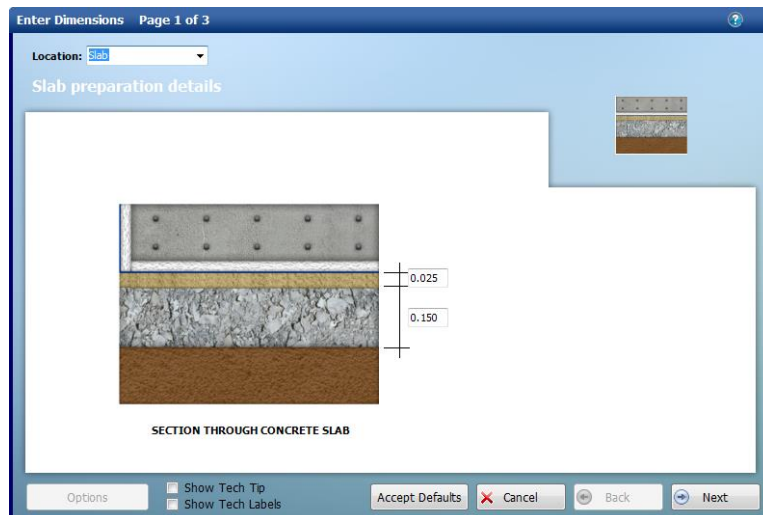 Enter Dimensions Page 1 of 3
?
Location: Slab
Slab preparation details
0.025
0.150
SECTION THROUGH CONCRETE SLAB
Options
Show Tech Tip
Show Tech Labels
Accept Defaults
Cancel
Back
Next